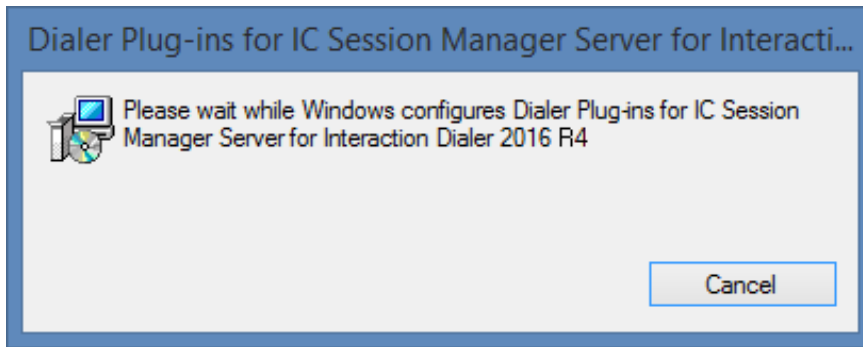 Dialer Plug-ins for IC Session Manager Server for Interacti...
Please wait while Windows configures Dialer Plug-ins for IC Session
Manager Server for Interaction Dialer 2016 R4
Cancel